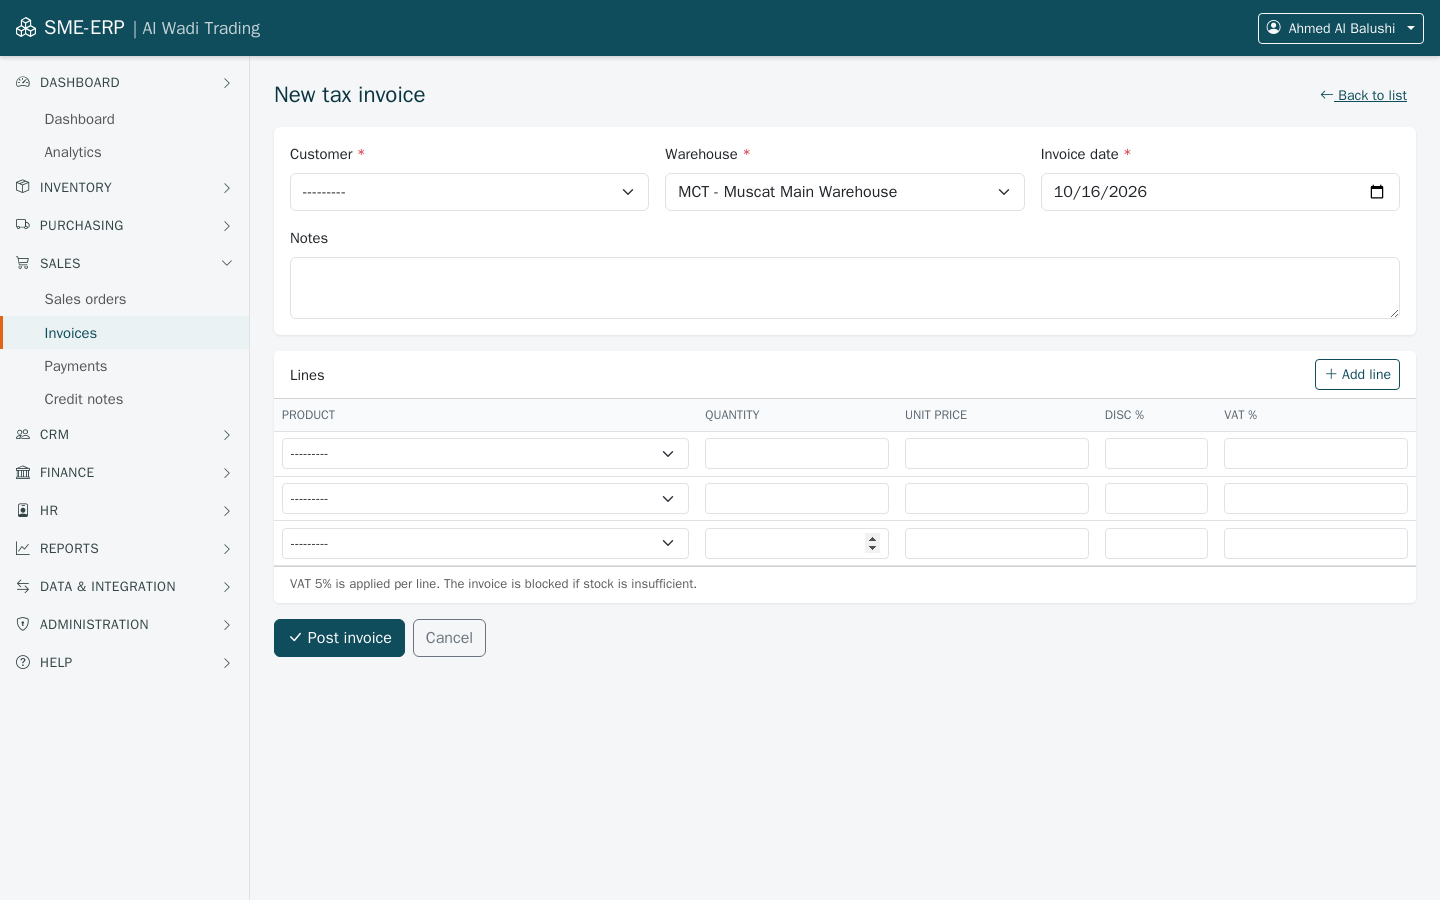 SME-ERP | Al Wadi Trading
Ahmed Al Balushi
DASHBOARD
Dashboard
Analytics
INVENTORY
PURCHASING
SALES
Sales orders
Invoices
Payments
Credit notes
CRM
FINANCE
HR
REPORTS
DATA & INTEGRATION
ADMINISTRATION
HELP
New tax invoice
Back to list
Customer * Warehouse * Invoice date *
--------- MCT - Muscat Main Warehouse 10/16/2026
Notes
Lines
Add line
PRODUCT QUANTITY UNIT PRICE DISC % VAT %
---------
---------
---------
VAT 5% is applied per line. The invoice is blocked if stock is insufficient.
Post invoice Cancel